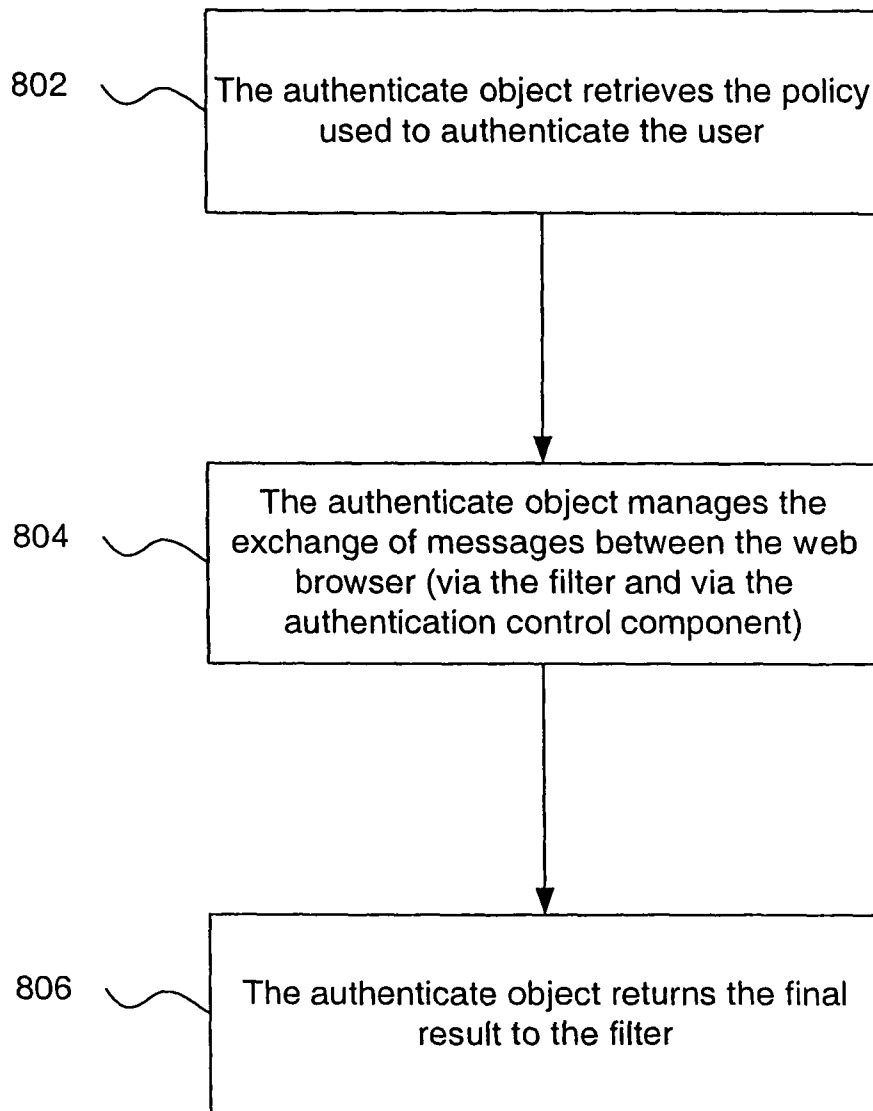 802
The authenticate object retrieves the policy
used to authenticate the user
804
The authenticate object manages the
exchange of messages between the web
browser (via the filter and via the
authentication control component)
806
The authenticate object returns the final
result to the filter